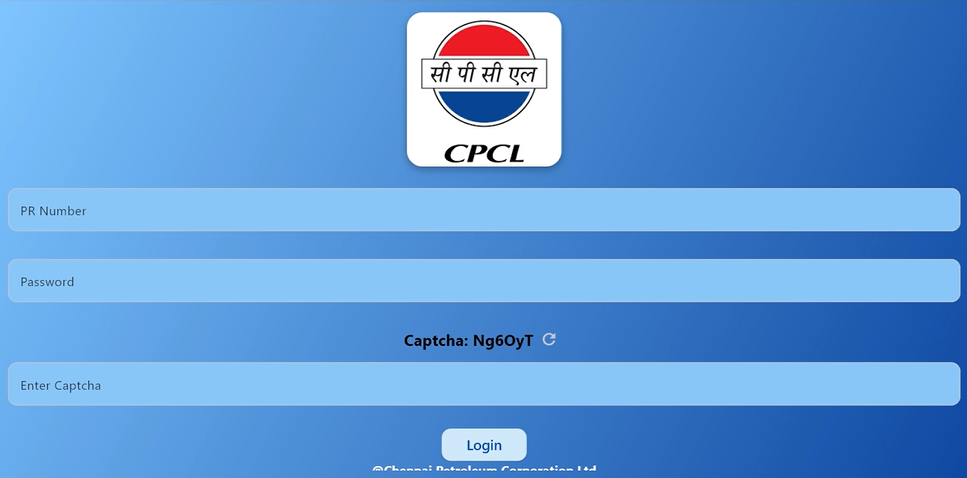 सी पी सी एल
CPCL
PR Number
Password
Captcha: Ng6OyT
Enter Captcha
Login
@Chennai Petroleum Corporation Ltd